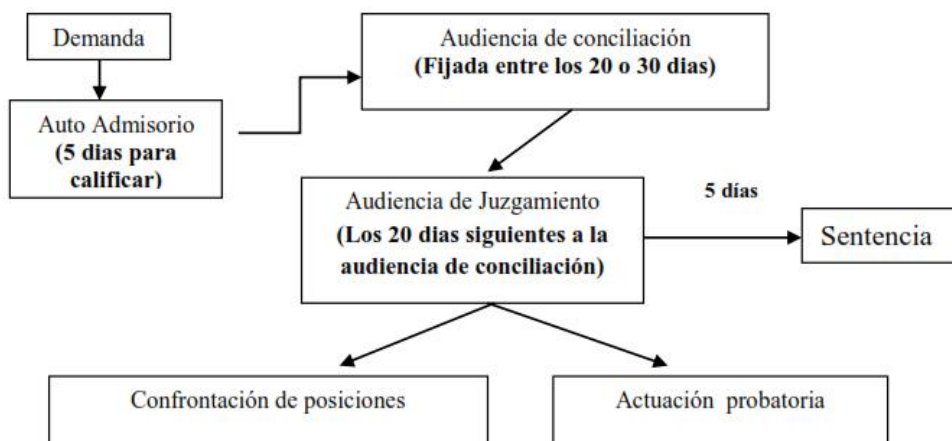 Demanda
Auto Admisorio
(5 dias para
calificar)
Audiencia de conciliación
(Fijada entre los 20 o 30 dias)
Audiencia de Juzgamiento
(Los 20 dias siguientes a la
audiencia de conciliación)
5 días
Sentencia
Confrontación de posiciones
Actuación probatoria